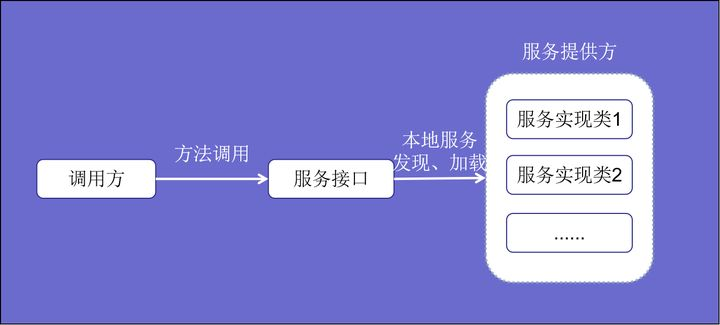 服务提供方
服务实现类1
本地服务
方法调用
发现、加载
调用方
服务接口
服务实现类2
......